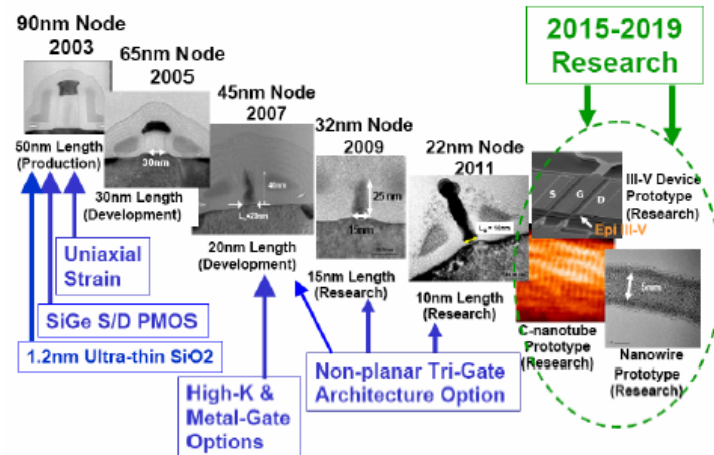 90nm Node
2003
65nm Node
2005
45nm Node
2007
32nm Node
2009
22nm Node
2011
2015-2019
Research
50nm Length
(Production)
30nm
30nm Length
(Development)
20nm Length
(Development)
25 nm
15nm
15nm Length
(Research)
10nm Length
(Research)
S
G
D
III-V Device
Prototype
(Research)
Epi III-V
5nm
C-nanotube
Prototype
(Research)
Nanowire
Prototype
(Research)
Uniaxial
Strain
SiGe S/D PMOS
1.2nm Ultra-thin SiO2
High-K &
Metal-Gate
Options
Non-planar Tri-Gate
Architecture Option